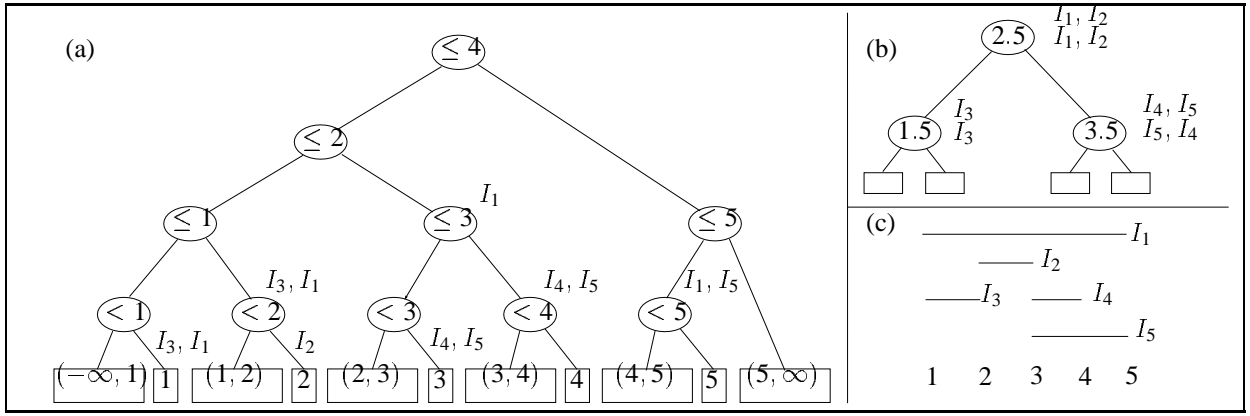 (a)
≤ 4
≤ 2
I₁
≤ 1
≤ 3
≤ 5
I₃, I₁
I₄, I₅
I₁, I₅
< 1
< 2
< 3
< 4
< 5
I₃, I₁
I₂
I₄, I₅
(−∞, 1)
1
(1, 2)
2
(2, 3)
3
(3, 4)
4
(4, 5)
5
(5, ∞)
(b)
I₁, I₂
2.5
I₁, I₂
I₃
1.5
I₃
I₄, I₅
3.5
I₅, I₄
(c)
I₁
I₂
I₃
I₄
I₅
1 2 3 4 5